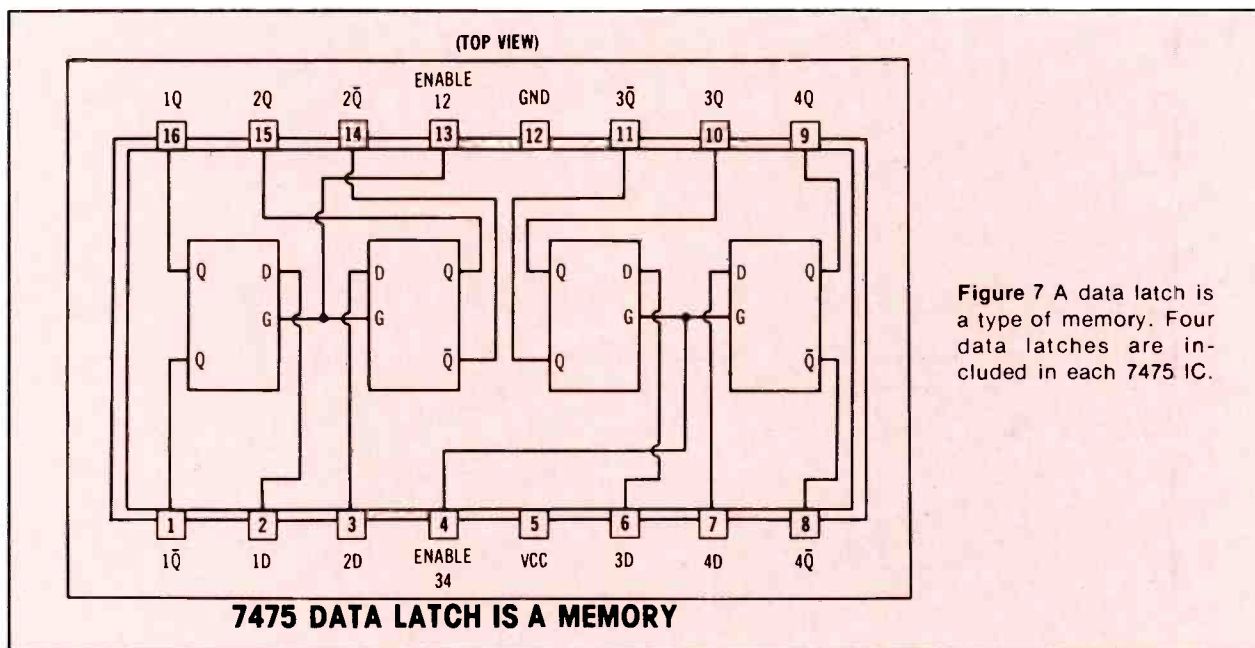 (TOP VIEW)
ENABLE
1Q 2Q 2Q̄ 12 GND 3Q̄ 3Q 4Q
16 15 14 13 12 11 10 9
Q D D Q Q D D Q
G G G G
Q Q̄ Q Q̄
1 2 3 4 5 6 7 8
1Q̄ 1D 2D ENABLE VCC 3D 4D 4Q̄
34
7475 DATA LATCH IS A MEMORY
Figure 7 A data latch is
a type of memory. Four
data latches are in-
cluded in each 7475 IC.